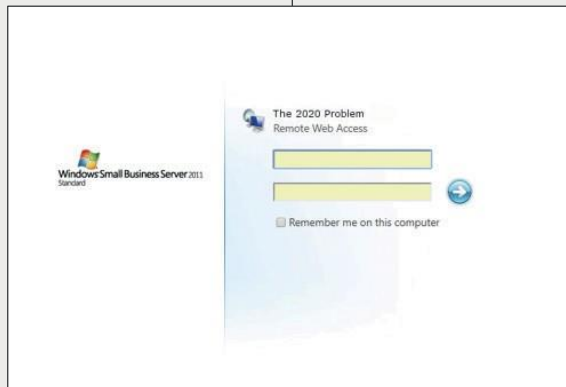 The 2020 Problem
Remote Web Access
Windows Small Business Server 2011
Standard
Remember me on this computer